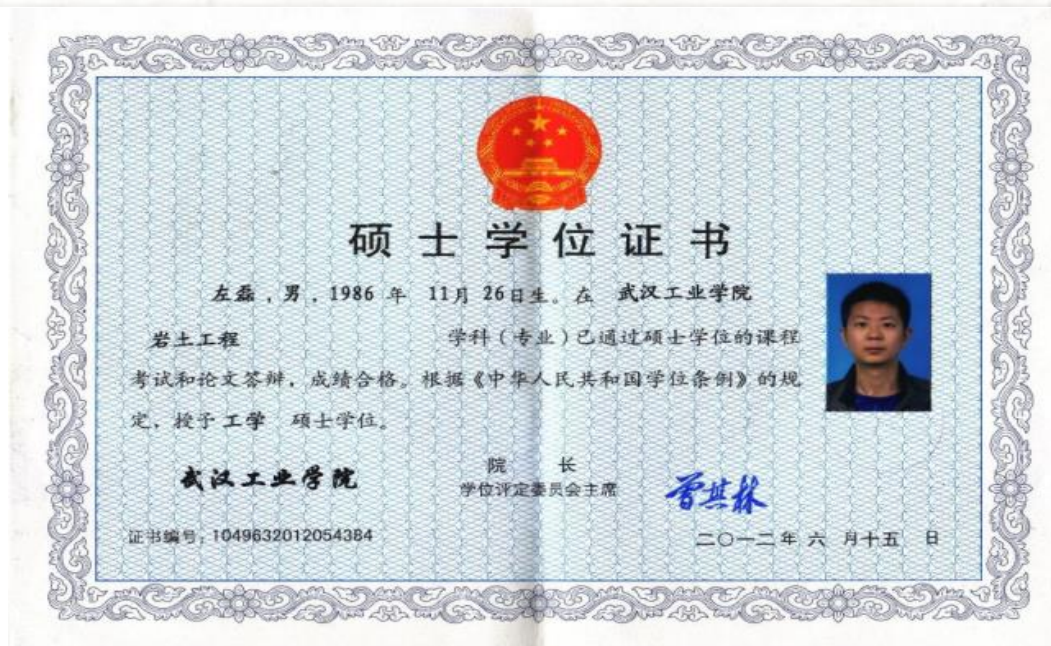 硕士学位证书
左磊，男，1986 年 11月 26日生。在 武汉工业学院
岩土工程 学科（专业）已通过硕士学位的课程
考试和论文答辩，成绩合格。根据《中华人民共和国学位条例》的规
定，授予 工学 硕士学位。
武汉工业学院
院 长
学位评定委员会主席
曾其林
证书编号：1049632012054384
二〇一二年 六 月十五 日